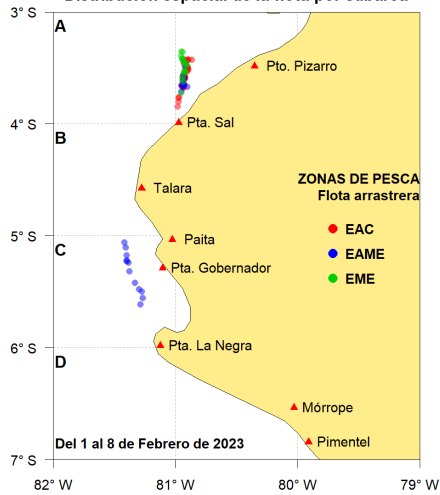 Distribución espacial de la flota por subárea
3° S
A
Pto. Pizarro
4° S
Pta. Sal
B
ZONAS DE PESCA
Flota arrastrera
Talara
EAC
5° S
Paita
C
EAME
Pta. Gobernador
EME
6° S
Pta. La Negra
D
Mórrope
Del 1 al 8 de Febrero de 2023
Pimentel
7° S
82° W
81° W
80° W
79° W